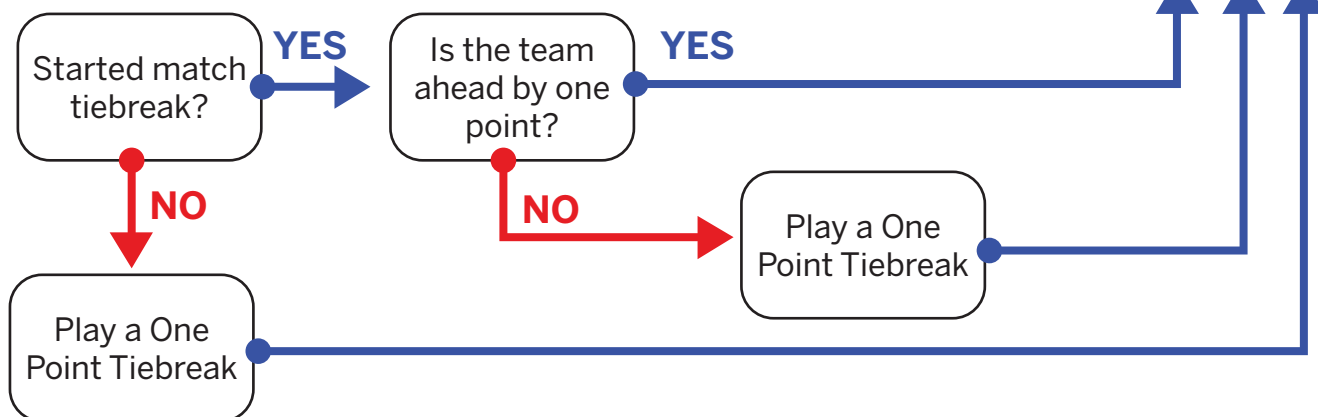 Started match
tiebreak?
YES
Is the team
ahead by one
point?
YES
NO
NO
Play a One
Point Tiebreak
Play a One
Point Tiebreak